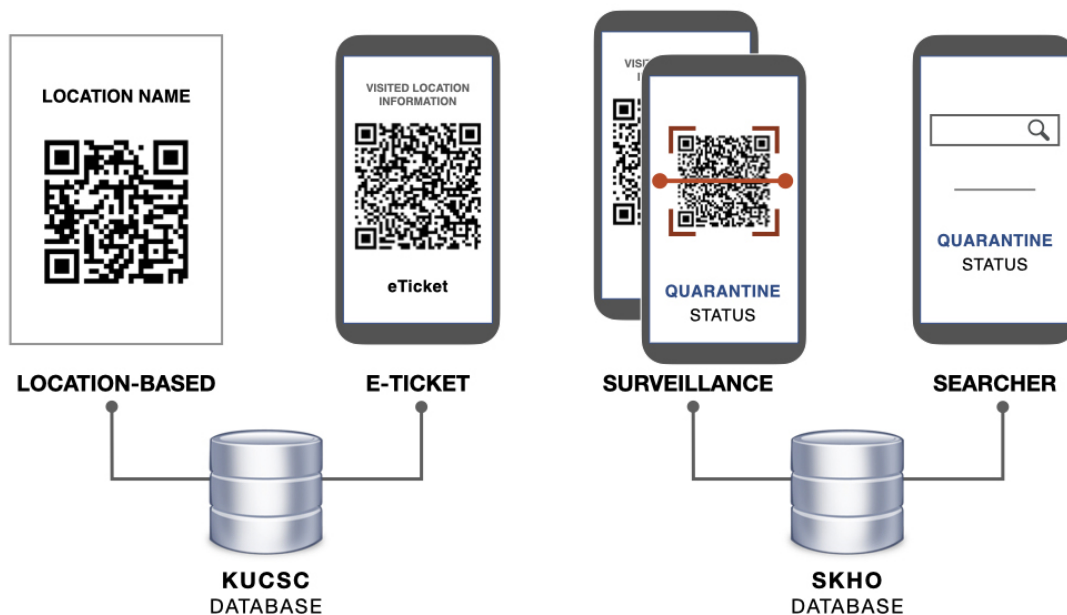 LOCATION NAME
VISITED LOCATION
INFORMATION
eTicket
QUARANTINE
STATUS
QUARANTINE
STATUS
LOCATION-BASED
E-TICKET
SURVEILLANCE
SEARCHER
KUCSC
DATABASE
SKHO
DATABASE